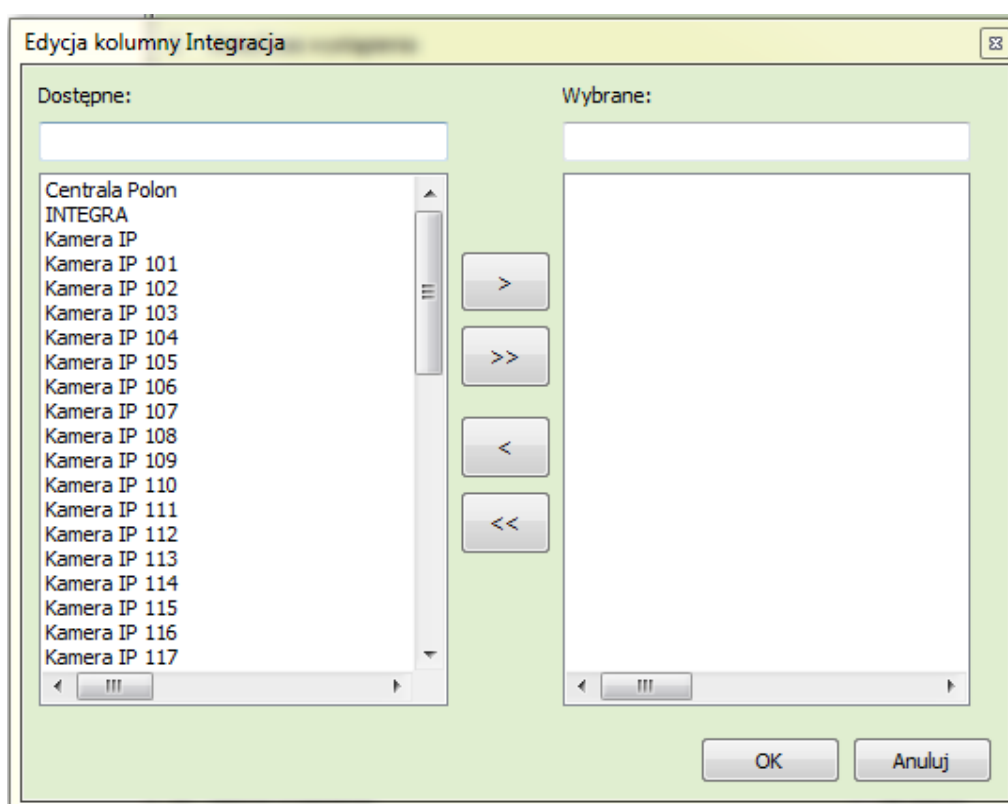 Edycja kolumny Integracja
Dostępne:
Wybrane:
Centrala Polon
INTEGRA
Kamera IP
Kamera IP 101
Kamera IP 102
Kamera IP 103
Kamera IP 104
Kamera IP 105
Kamera IP 106
Kamera IP 107
Kamera IP 108
Kamera IP 109
Kamera IP 110
Kamera IP 111
Kamera IP 112
Kamera IP 113
Kamera IP 114
Kamera IP 115
Kamera IP 116
Kamera IP 117
>
>>
<
<<
OK
Anuluj